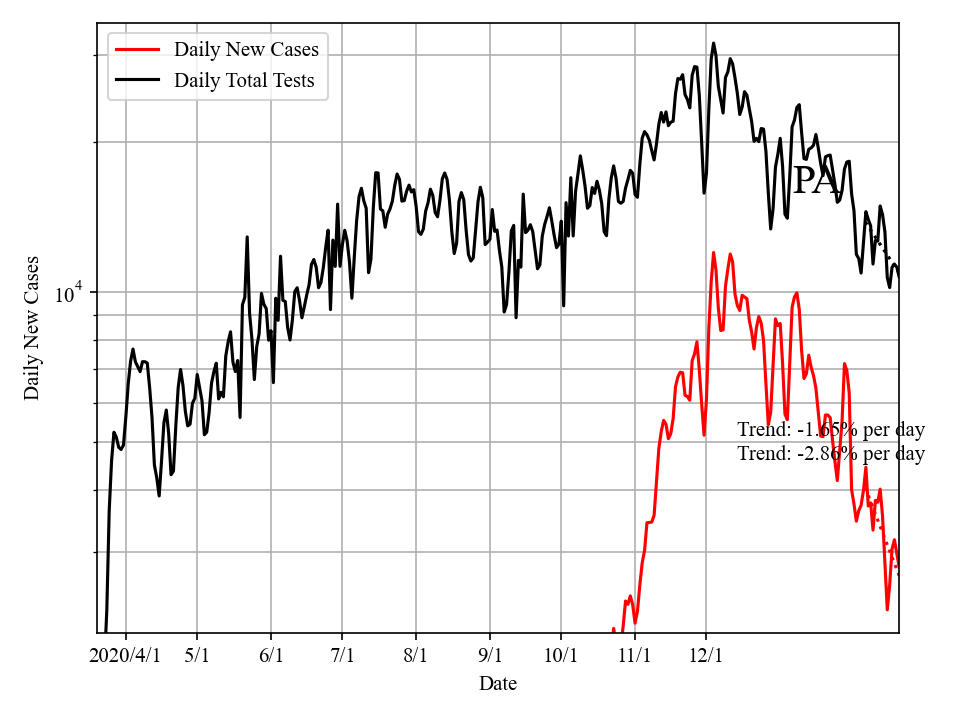 Daily New Cases
Daily Total Tests
PA
Trend: -1.65% per day
Trend: -2.86% per day
10^4
Daily New Cases
2020/4/1 5/1 6/1 7/1 8/1 9/1 10/1 11/1 12/1
Date